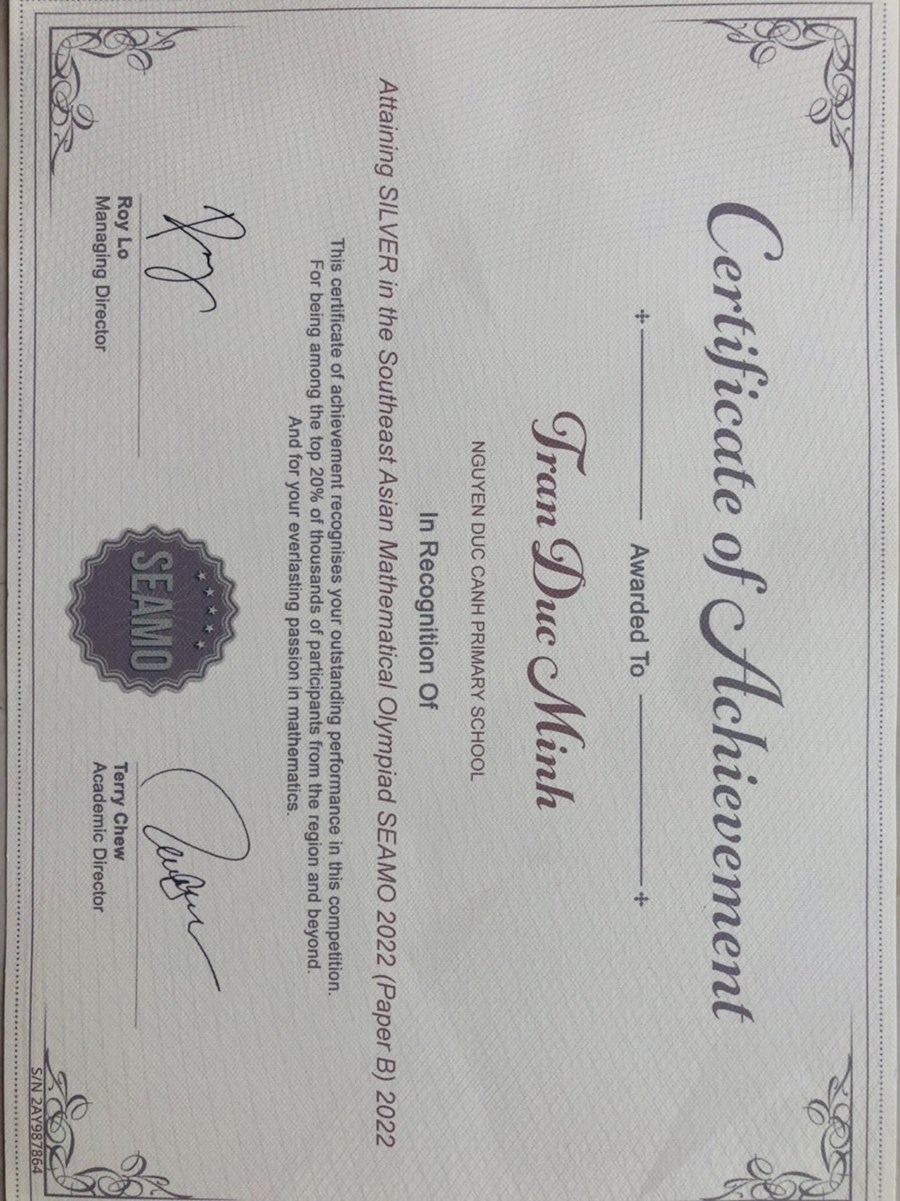 Certificate of Achievement
Awarded To
Tran Duc Minh
NGUYEN DUC CANH PRIMARY SCHOOL
In Recognition Of
Attaining SILVER in the Southeast Asian Mathematical Olympiad SEAMO 2022 (Paper B) 2022
This certificate of achievement recognises your outstanding performance in this competition.
For being among the top 20% of thousands of participants from the region and beyond.
And for your everlasting passion in mathematics.
Roy Lo
Managing Director
SEAMO
Terry Chew
Academic Director
S/N 2AY987864